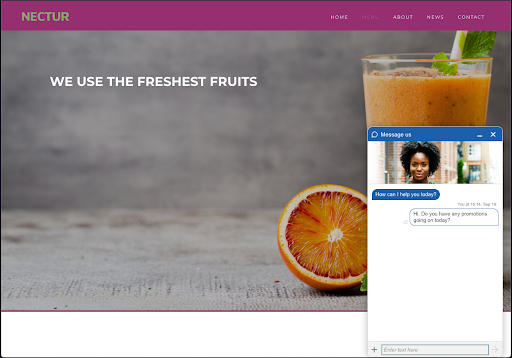 NECTUR
HOME
MENU
ABOUT
NEWS
CONTACT
WE USE THE FRESHEST FRUITS
Message us
How can I help you today?
You at 16:14, Sep 19
Hi. Do you have any promotions
going on today?
Enter text here